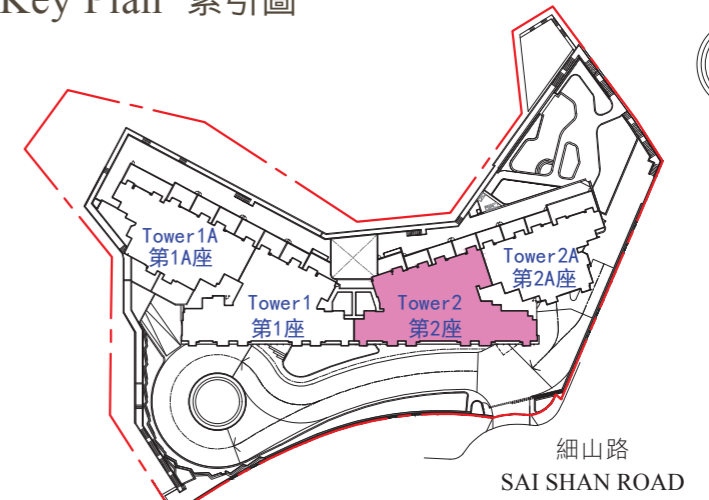 Key Plan 索引圖
Tower1A
第1A座
Tower1
第1座
Tower2
第2座
Tower2A
第2A座
細山路
SAI SHAN ROAD